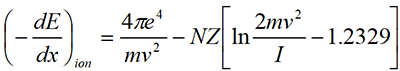 (-dE/dx)_ion = 4πe^4/mv^2 - NZ[ln 2mv^2/I - 1.2329]